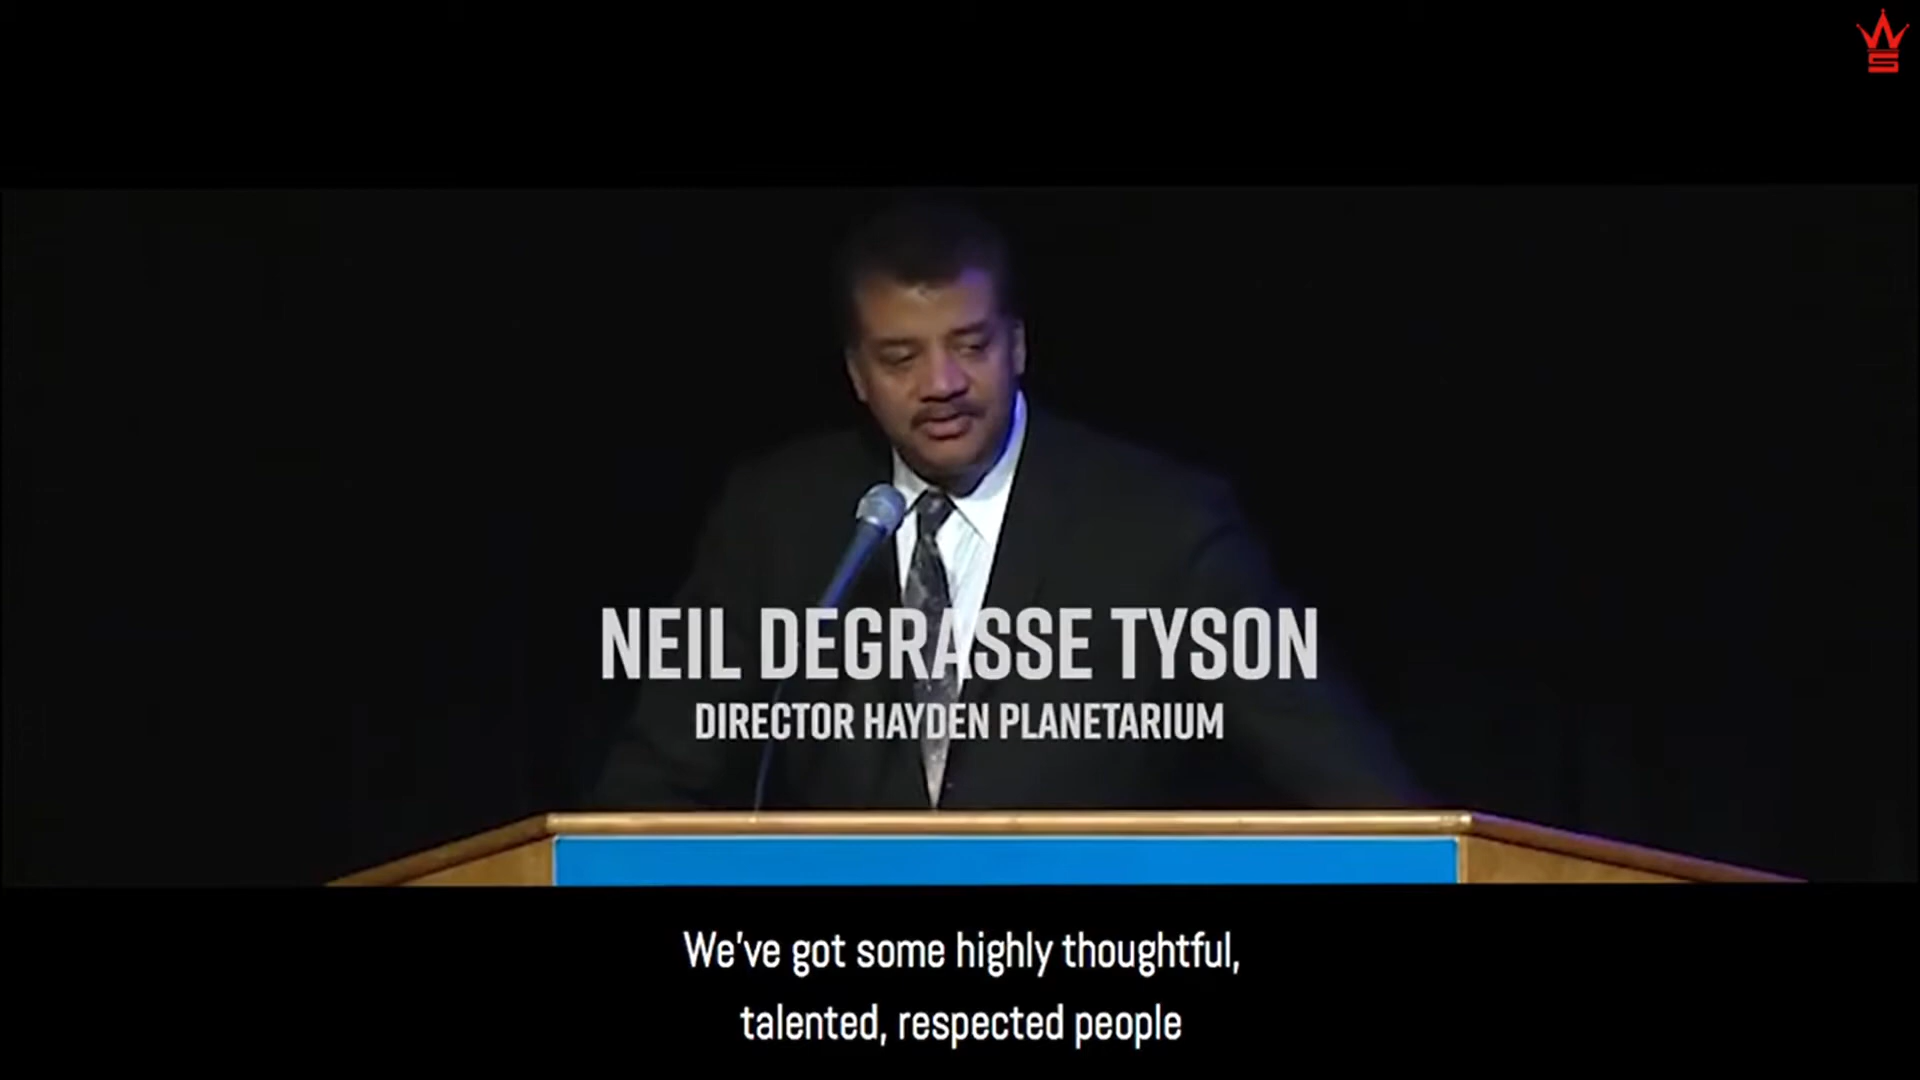 NEIL DEGRASSE TYSON
DIRECTOR HAYDEN PLANETARIUM
We've got some highly thoughtful,
talented, respected people